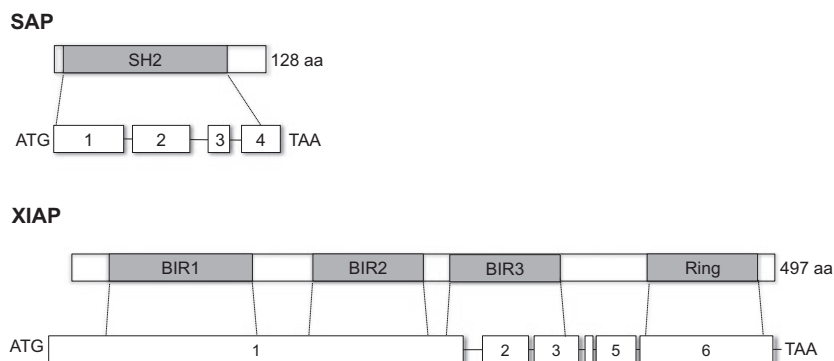 SAP
SH2 128 aa
ATG 1 2 3 4 TAA
XIAP
BIR1 BIR2 BIR3 Ring 497 aa
ATG 1 2 3 5 6 TAA